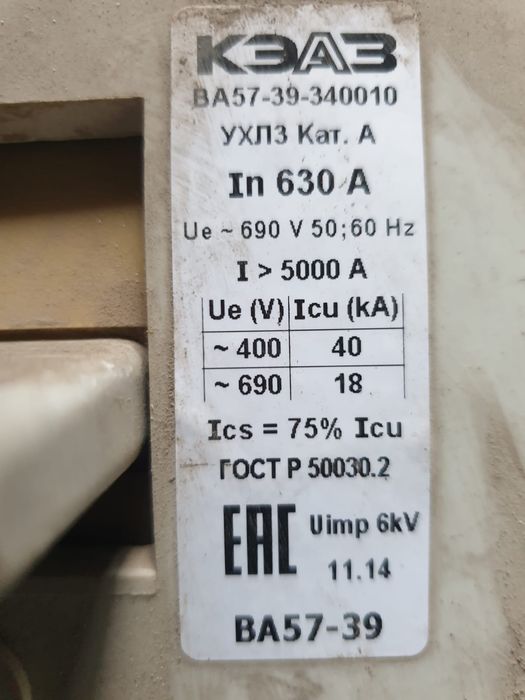 КЭАЗ
ВА57-39-340010
УХЛ3 Кат. А
In 630 A
Ue ~ 690 V 50;60 Hz
I > 5000 A
Ue (V) Icu (kA)
~ 400 40
~ 690 18
Ics = 75% Icu
ГОСТ Р 50030.2
ЕАС Uimp 6kV
11.14
ВА57-39